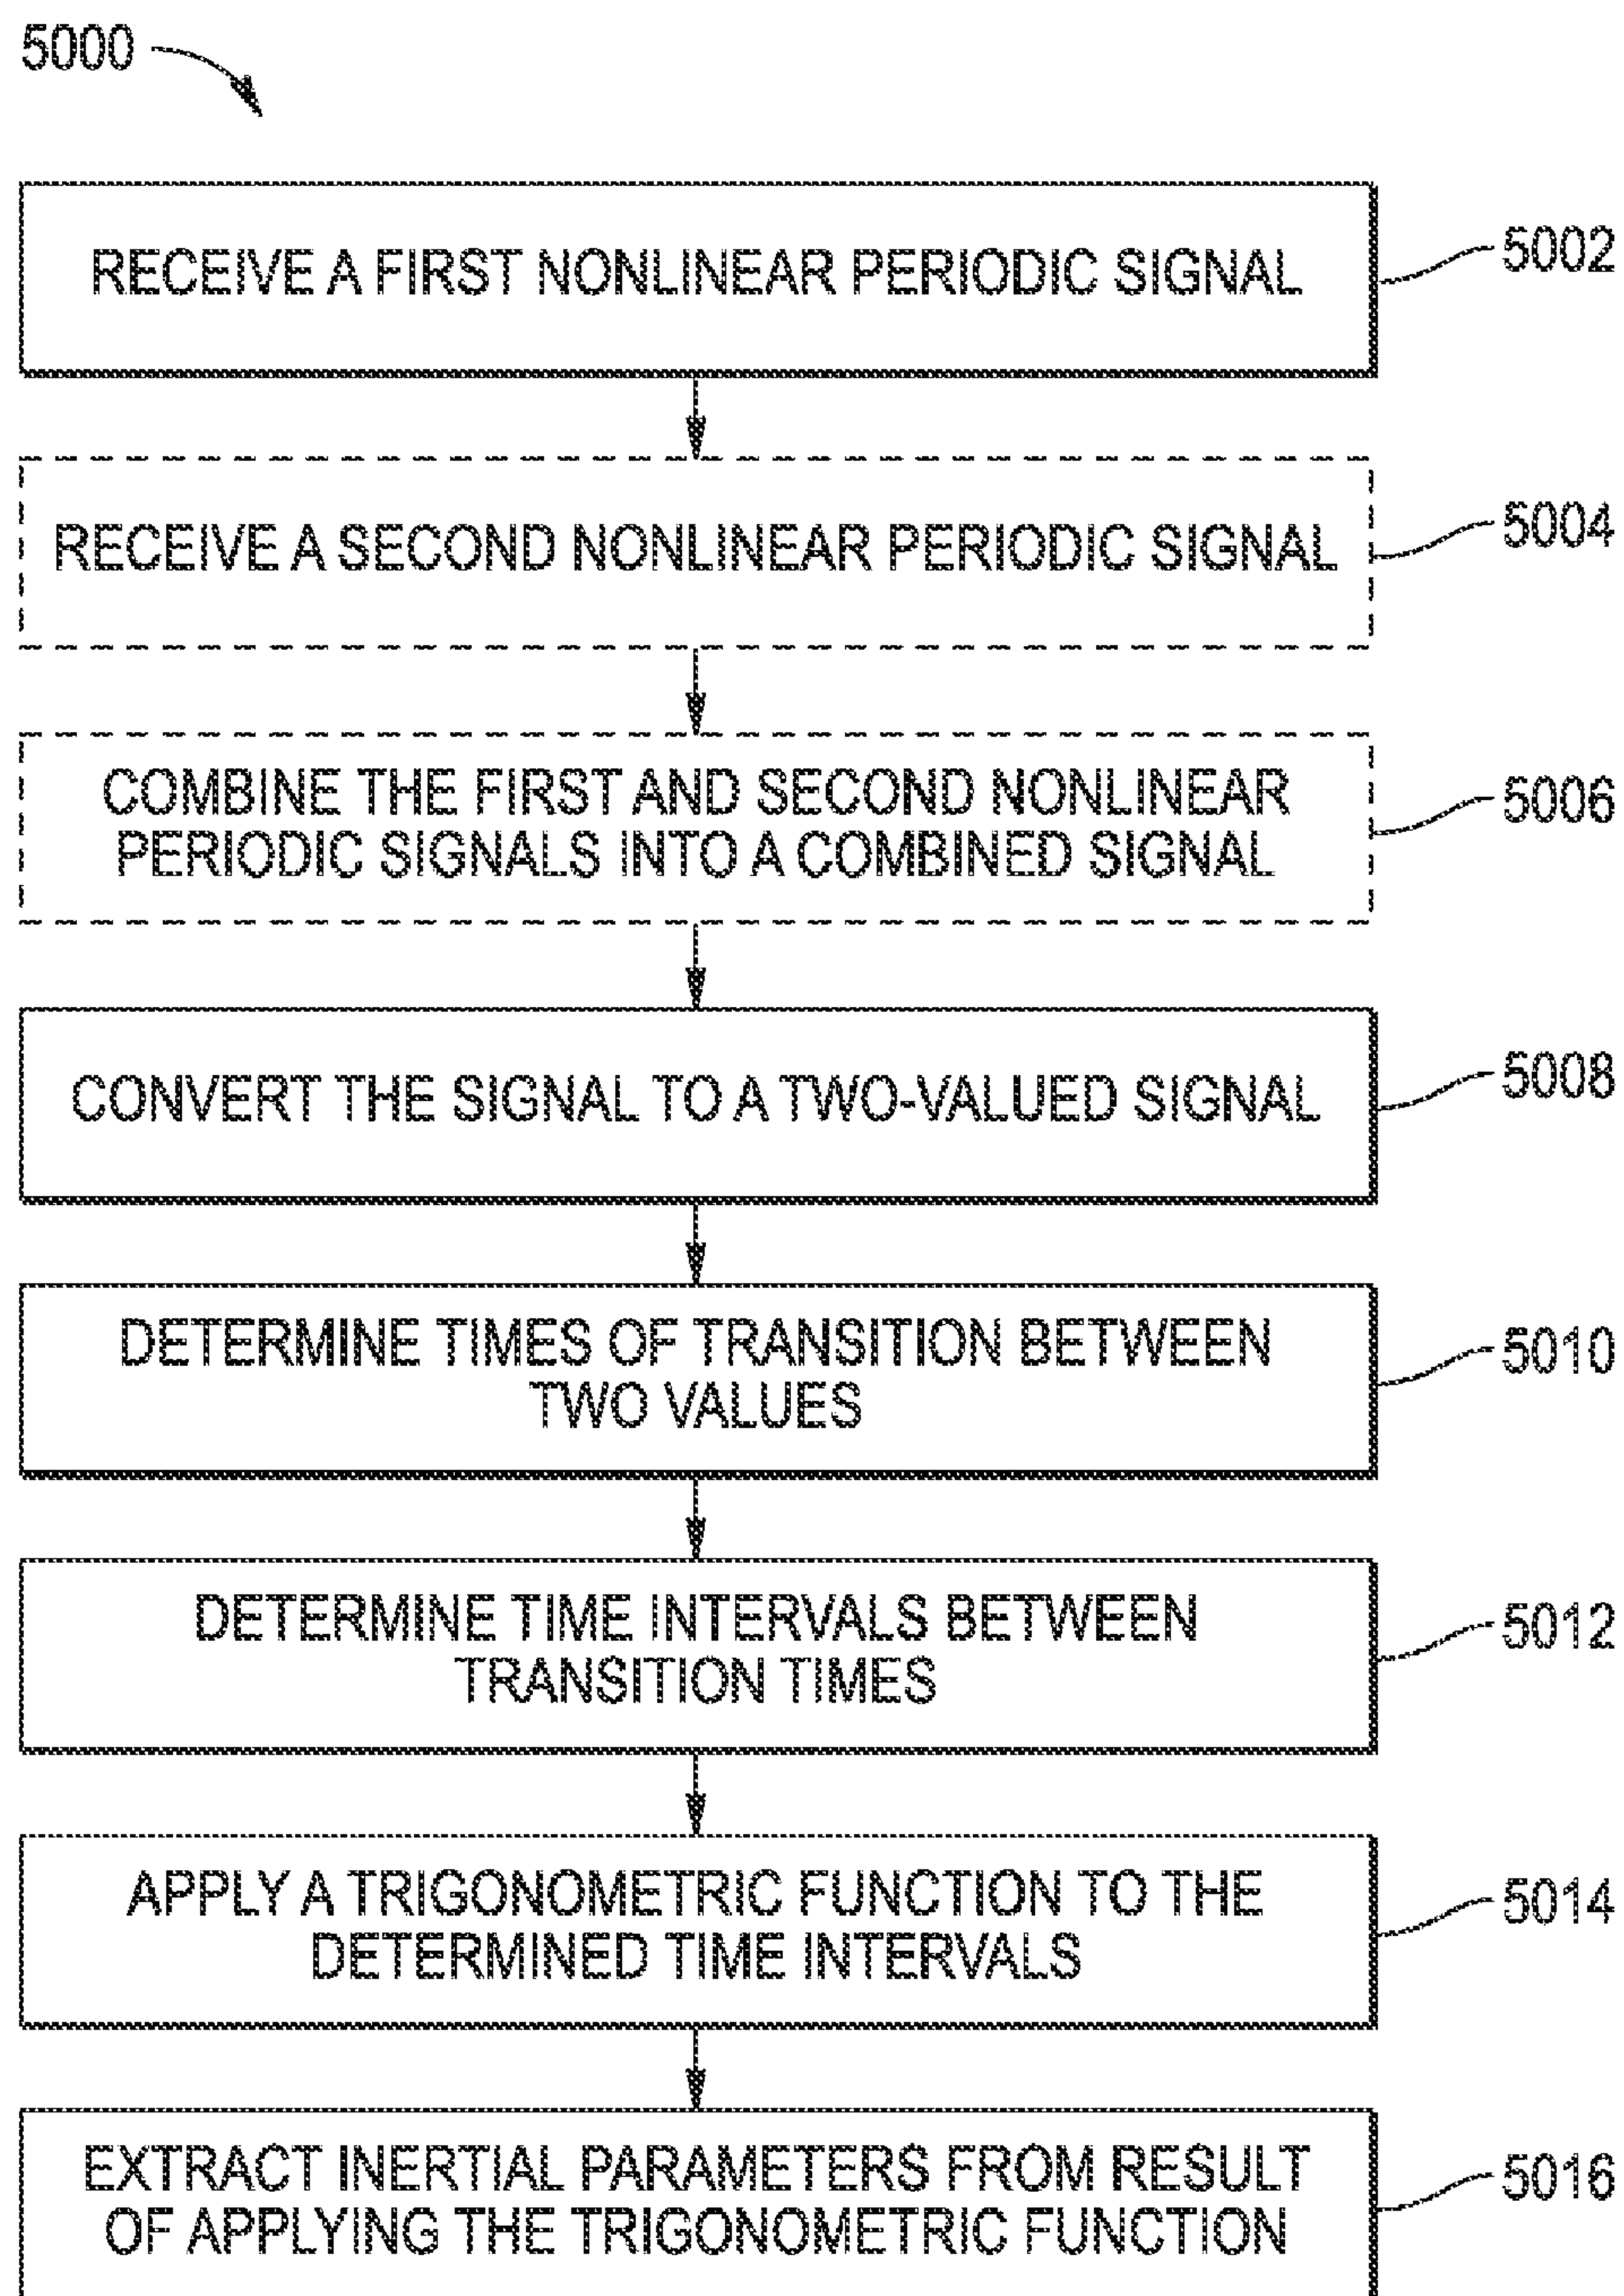 5000
RECEIVE A FIRST NONLINEAR PERIODIC SIGNAL
5002
RECEIVE A SECOND NONLINEAR PERIODIC SIGNAL
5004
COMBINE THE FIRST AND SECOND NONLINEAR
PERIODIC SIGNALS INTO A COMBINED SIGNAL
5006
CONVERT THE SIGNAL TO A TWO-VALUED SIGNAL
5008
DETERMINE TIMES OF TRANSITION BETWEEN
TWO VALUES
5010
DETERMINE TIME INTERVALS BETWEEN
TRANSITION TIMES
5012
APPLY A TRIGONOMETRIC FUNCTION TO THE
DETERMINED TIME INTERVALS
5014
EXTRACT INERTIAL PARAMETERS FROM RESULT
OF APPLYING THE TRIGONOMETRIC FUNCTION
5016